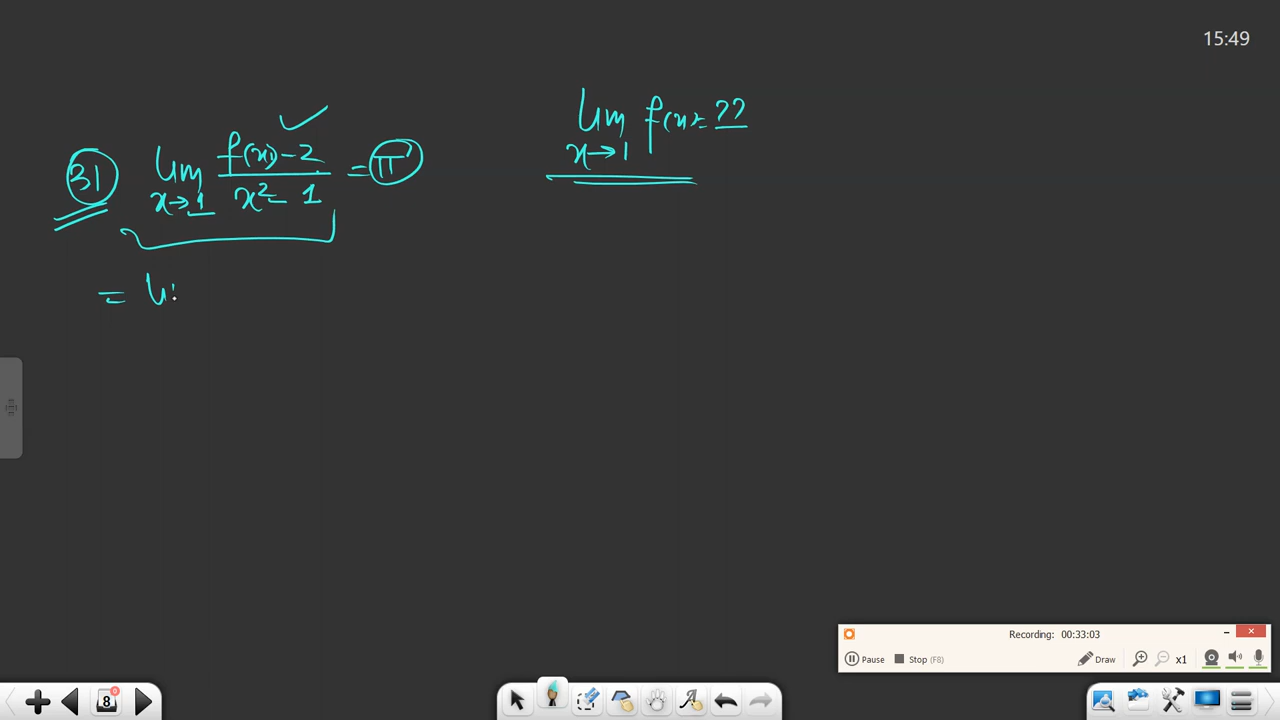 15:49
lim f(x) = ??
x→1
31 lim f(x) - 2 / x² - 1 = π
x→1
= li
Recording: 00:33:03
Pause Stop (F8) Draw x1
8